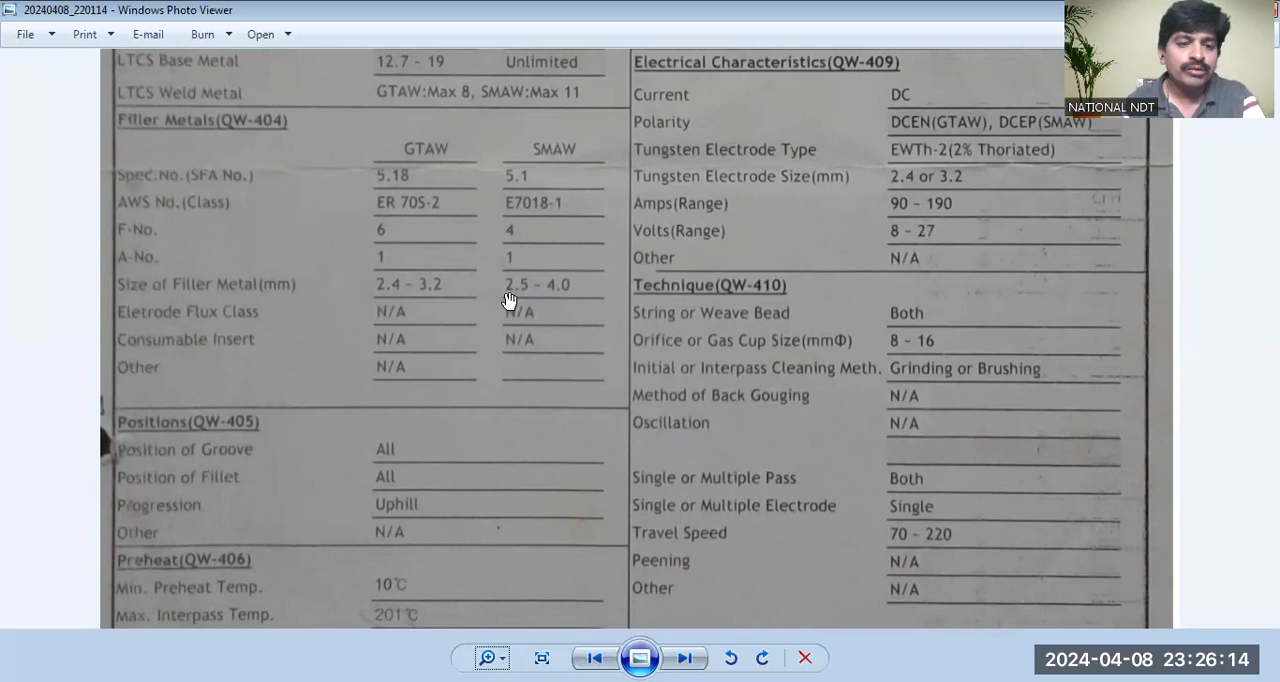 20240408_220114 - Windows Photo Viewer
File Print E-mail Burn Open
NATIONAL NDT
LTCS Base Metal 12.7 - 19 Unlimited
LTCS Weld Metal GTAW:Max 8, SMAW:Max 11
Filler Metals(QW-404)
GTAW SMAW
Spec.No.(SFA No.) 5.18 5.1
AWS No.(Class) ER 70S-2 E7018-1
F-No. 6 4
A-No. 1 1
Size of Filler Metal(mm) 2.4 - 3.2 2.5 - 4.0
Eletrode Flux Class N/A N/A
Consumable Insert N/A N/A
Other N/A
Positions(QW-405)
Position of Groove All
Position of Fillet All
Progression Uphill
Other N/A
Preheat(QW-406)
Min. Preheat Temp. 10℃
Max. Interpass Temp. 201℃
Electrical Characteristics(QW-409)
Current DC
Polarity DCEN(GTAW), DCEP(SMAW)
Tungsten Electrode Type EWTh-2(2% Thoriated)
Tungsten Electrode Size(mm) 2.4 or 3.2
Amps(Range) 90 - 190
Volts(Range) 8 - 27
Other N/A
Technique(QW-410)
String or Weave Bead Both
Orifice or Gas Cup Size(mmΦ) 8 - 16
Initial or Interpass Cleaning Meth. Grinding or Brushing
Method of Back Gouging N/A
Oscillation N/A
Single or Multiple Pass Both
Single or Multiple Electrode Single
Travel Speed 70 - 220
Peening N/A
Other N/A
2024-04-08 23:26:14